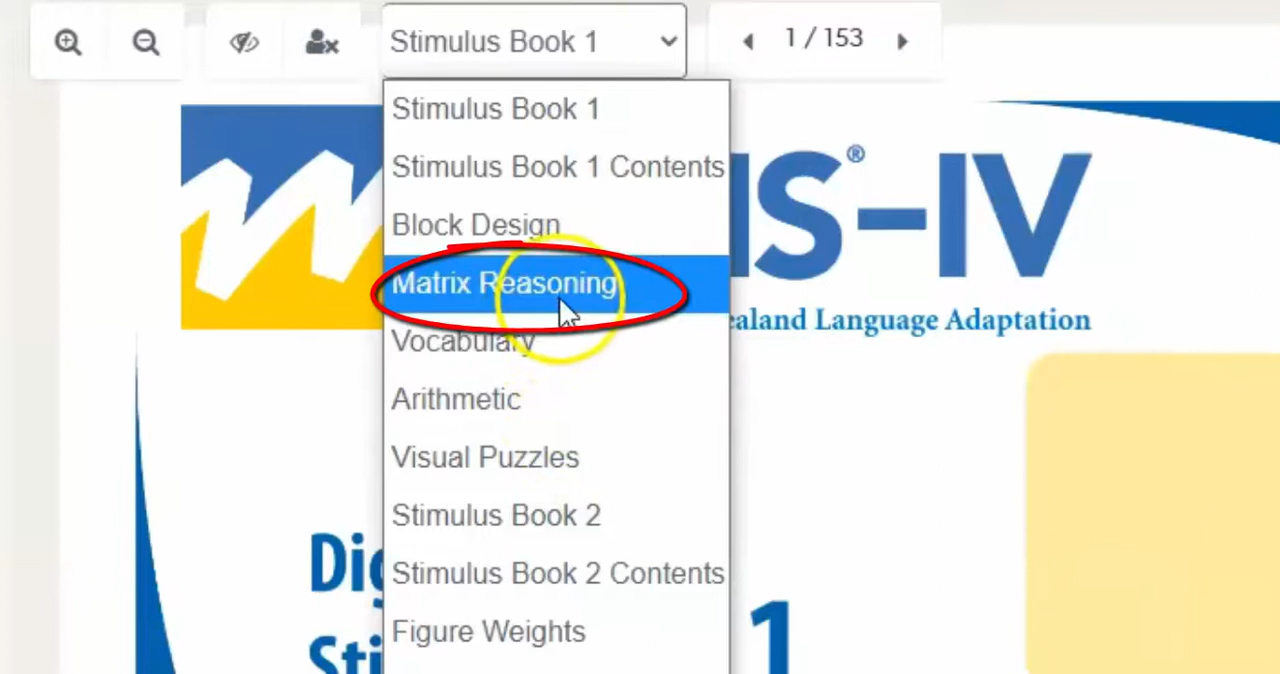 Stimulus Book 1
1 / 153
Stimulus Book 1
Stimulus Book 1 Contents
Block Design
Matrix Reasoning
Vocabulary
Arithmetic
Visual Puzzles
Stimulus Book 2
Stimulus Book 2 Contents
Figure Weights
IS®–IV
ealand Language Adaptation
Dig
Sti
1